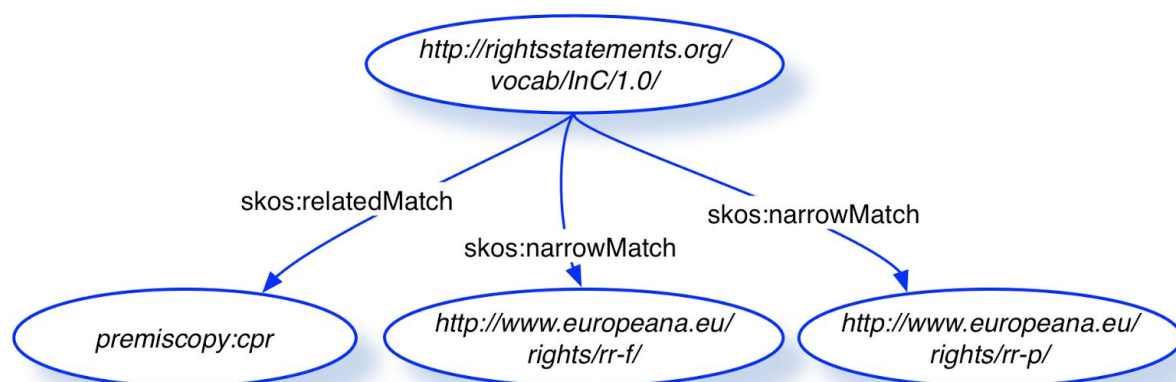 http://rightsstatements.org/
vocab/InC/1.0/
skos:relatedMatch
skos:narrowMatch
skos:narrowMatch
premiscopy:cpr
http://www.europeana.eu/
rights/rr-f/
http://www.europeana.eu/
rights/rr-p/